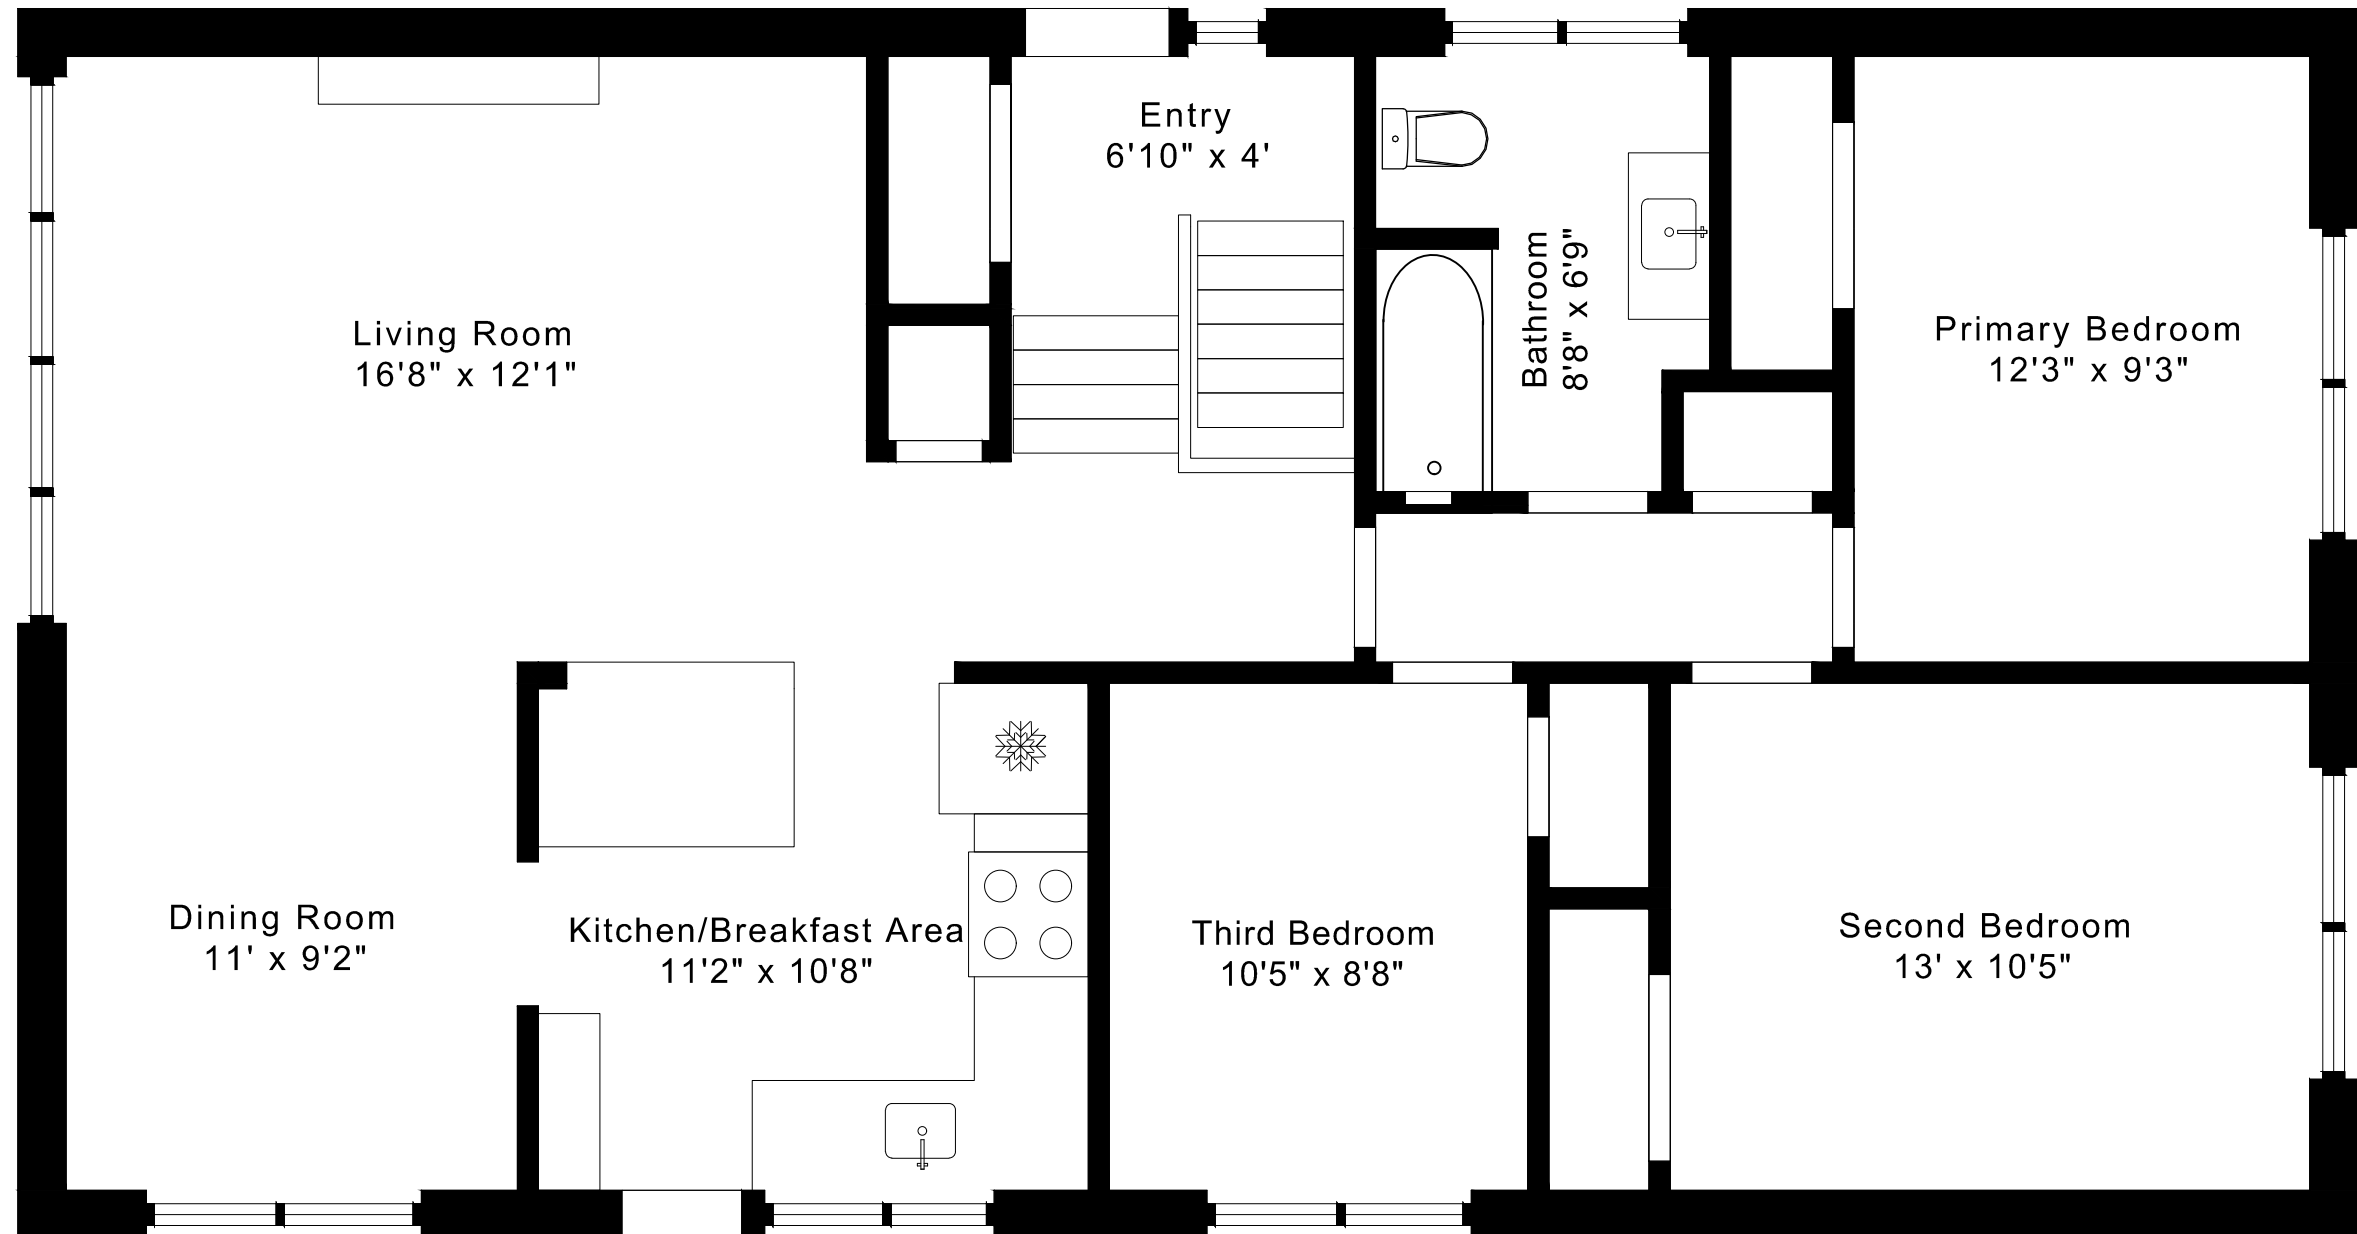 Entry
6'10" x 4'
Living Room
16'8" x 12'1"
Bathroom
8'8" x 6'9"
Primary Bedroom
12'3" x 9'3"
Dining Room
11' x 9'2"
Kitchen/Breakfast Area
11'2" x 10'8"
Third Bedroom
10'5" x 8'8"
Second Bedroom
13' x 10'5"